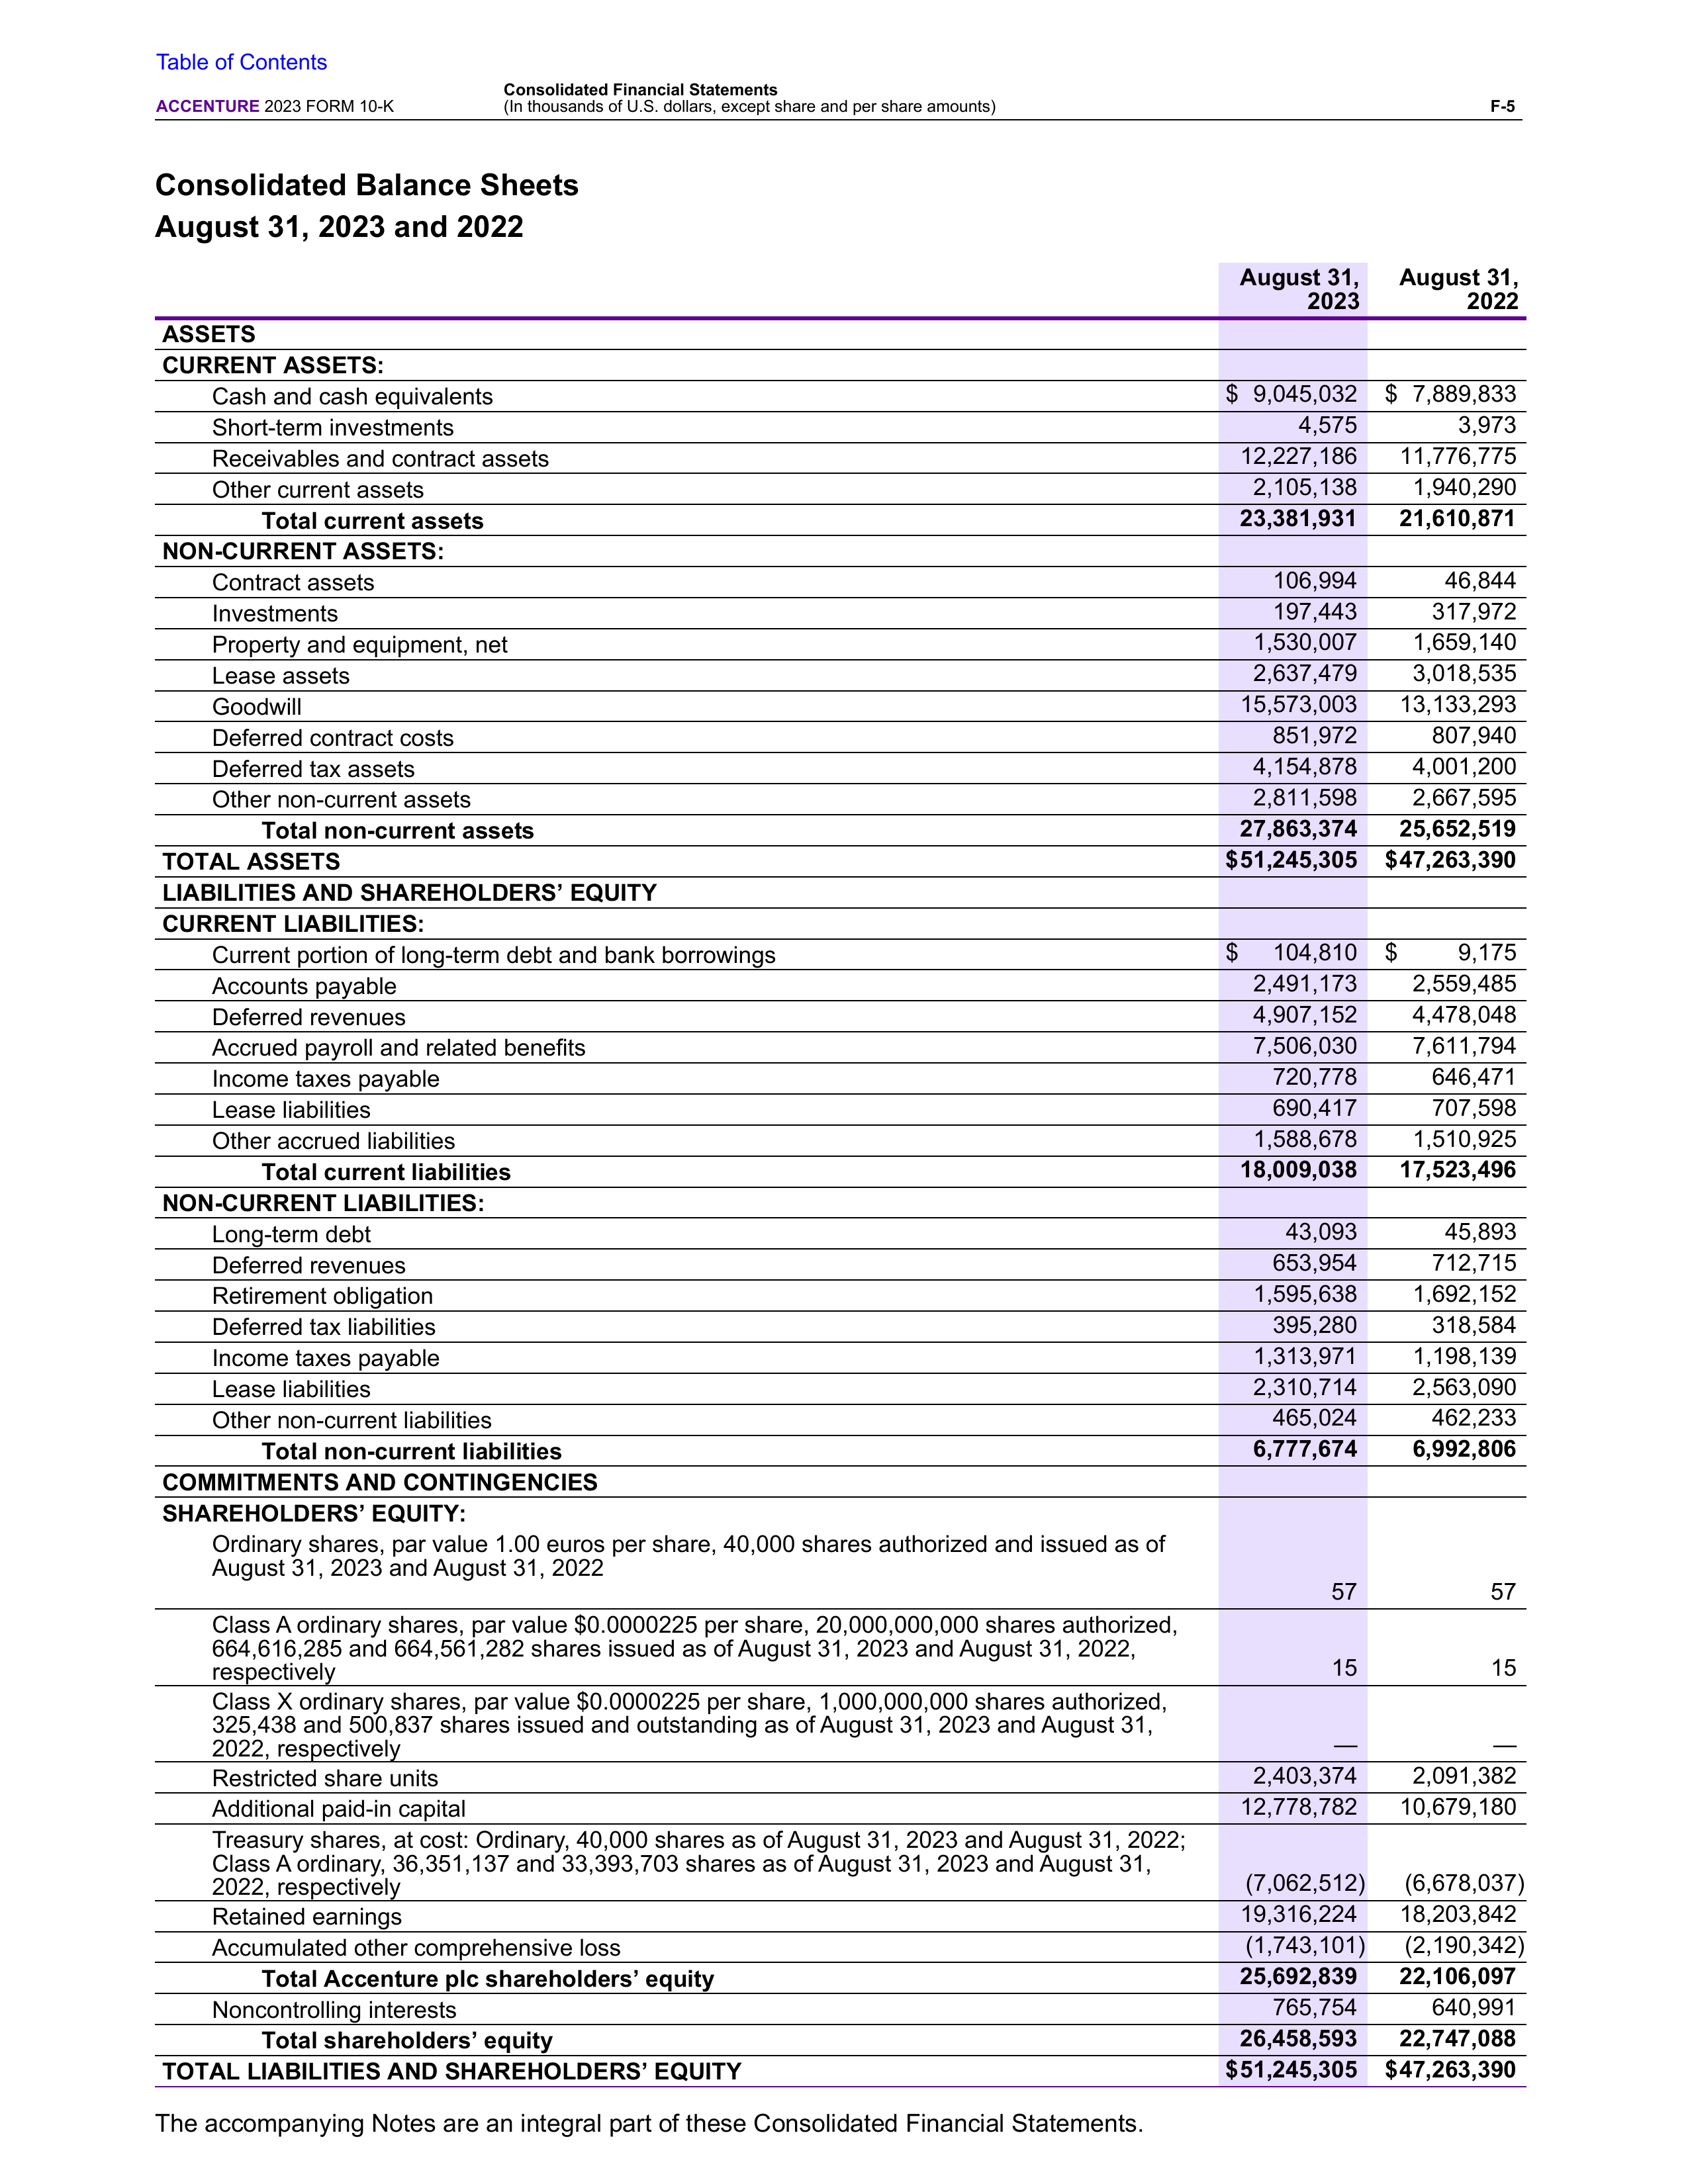 Table of Contents
Consolidated Financial Statements
ACCENTURE 2023 FORM 10-K (In thousands of U.S. dollars, except share and per share amounts) F-5
Consolidated Balance Sheets
August 31, 2023 and 2022
August 31, August 31,
2023 2022
ASSETS
CURRENT ASSETS:
Cash and cash equivalents $ 9,045,032 $ 7,889,833
Short-term investments 4,575 3,973
Receivables and contract assets 12,227,186 11,776,775
Other current assets 2,105,138 1,940,290
Total current assets 23,381,931 21,610,871
NON-CURRENT ASSETS:
Contract assets 106,994 46,844
Investments 197,443 317,972
Property and equipment, net 1,530,007 1,659,140
Lease assets 2,637,479 3,018,535
Goodwill 15,573,003 13,133,293
Deferred contract costs 851,972 807,940
Deferred tax assets 4,154,878 4,001,200
Other non-current assets 2,811,598 2,667,595
Total non-current assets 27,863,374 25,652,519
TOTAL ASSETS $51,245,305 $47,263,390
LIABILITIES AND SHAREHOLDERS’ EQUITY
CURRENT LIABILITIES:
Current portion of long-term debt and bank borrowings $ 104,810 $ 9,175
Accounts payable 2,491,173 2,559,485
Deferred revenues 4,907,152 4,478,048
Accrued payroll and related benefits 7,506,030 7,611,794
Income taxes payable 720,778 646,471
Lease liabilities 690,417 707,598
Other accrued liabilities 1,588,678 1,510,925
Total current liabilities 18,009,038 17,523,496
NON-CURRENT LIABILITIES:
Long-term debt 43,093 45,893
Deferred revenues 653,954 712,715
Retirement obligation 1,595,638 1,692,152
Deferred tax liabilities 395,280 318,584
Income taxes payable 1,313,971 1,198,139
Lease liabilities 2,310,714 2,563,090
Other non-current liabilities 465,024 462,233
Total non-current liabilities 6,777,674 6,992,806
COMMITMENTS AND CONTINGENCIES
SHAREHOLDERS’ EQUITY:
Ordinary shares, par value 1.00 euros per share, 40,000 shares authorized and issued as of
August 31, 2023 and August 31, 2022
57 57
Class A ordinary shares, par value $0.0000225 per share, 20,000,000,000 shares authorized,
664,616,285 and 664,561,282 shares issued as of August 31, 2023 and August 31, 2022,
respectively 15 15
Class X ordinary shares, par value $0.0000225 per share, 1,000,000,000 shares authorized,
325,438 and 500,837 shares issued and outstanding as of August 31, 2023 and August 31,
2022, respectively — —
Restricted share units 2,403,374 2,091,382
Additional paid-in capital 12,778,782 10,679,180
Treasury shares, at cost: Ordinary, 40,000 shares as of August 31, 2023 and August 31, 2022;
Class A ordinary, 36,351,137 and 33,393,703 shares as of August 31, 2023 and August 31,
2022, respectively (7,062,512) (6,678,037)
Retained earnings 19,316,224 18,203,842
Accumulated other comprehensive loss (1,743,101) (2,190,342)
Total Accenture plc shareholders’ equity 25,692,839 22,106,097
Noncontrolling interests 765,754 640,991
Total shareholders’ equity 26,458,593 22,747,088
TOTAL LIABILITIES AND SHAREHOLDERS’ EQUITY $51,245,305 $47,263,390
The accompanying Notes are an integral part of these Consolidated Financial Statements.